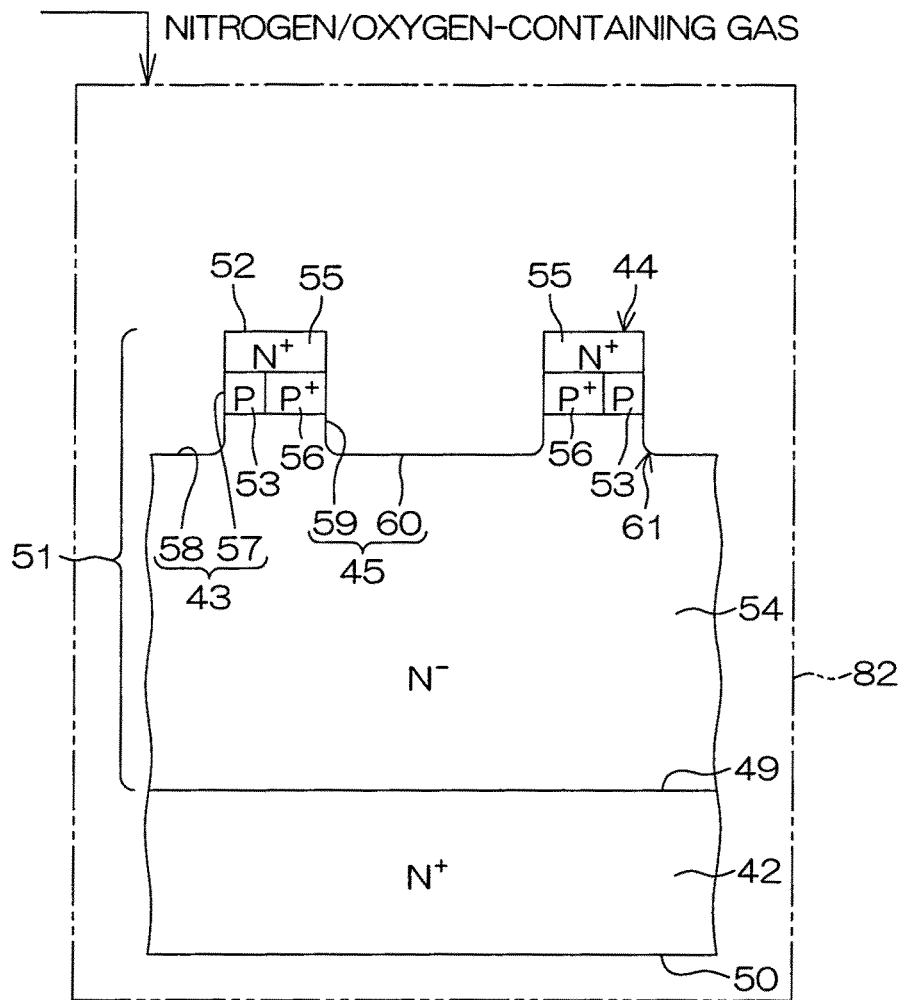 NITROGEN/OXYGEN-CONTAINING GAS
52 55 55 44
N⁺ N⁺
P P⁺ P⁺ P
56 53 56 53
61
59 60
58 57
45
43
51
54
N⁻
82
49
N⁺ 42
50